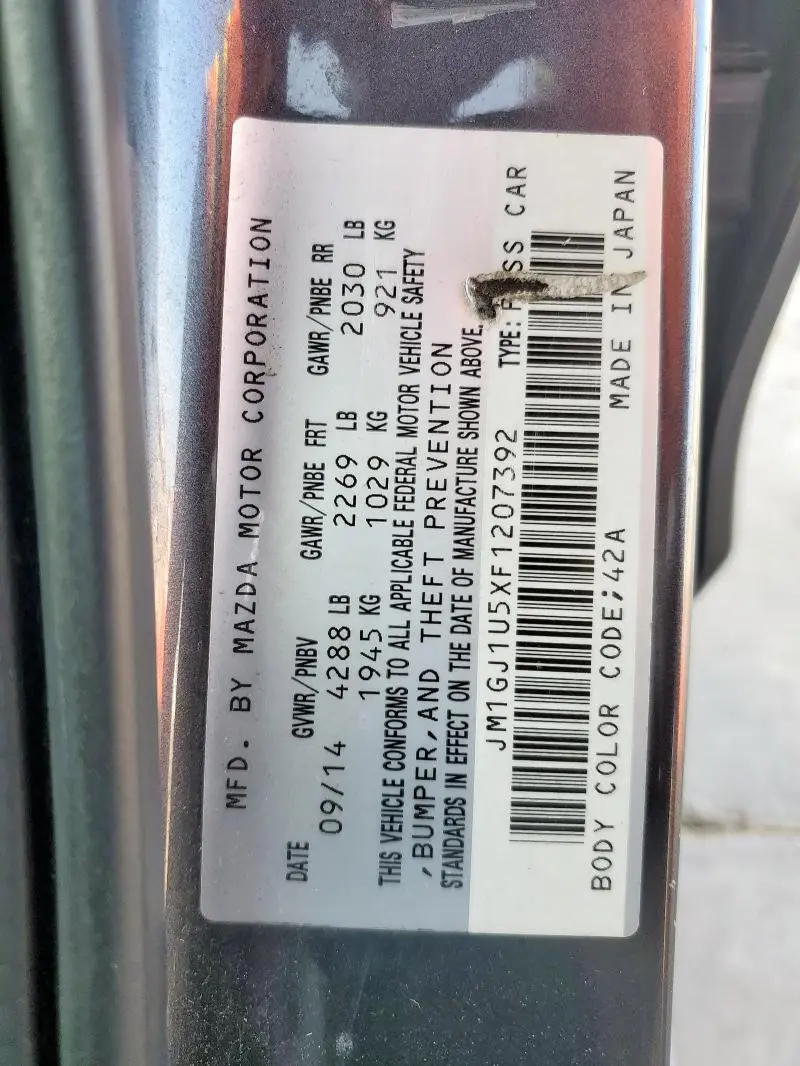 MFD. BY MAZDA MOTOR CORPORATION
DATE GVWR/PNBV GAWR/PNBE FRT GAWR/PNBE RR
09/14 4288 LB 2269 LB 2030 LB
1945 KG 1029 KG 921 KG
THIS VEHICLE CONFORMS TO ALL APPLICABLE FEDERAL MOTOR VEHICLE SAFETY
,BUMPER,AND THEFT PREVENTION
STANDARDS IN EFFECT ON THE DATE OF MANUFACTURE SHOWN ABOVE.
JM1GJ1U5XF1207392 TYPE: CAR
BODY COLOR CODE;42A MADE IN JAPAN